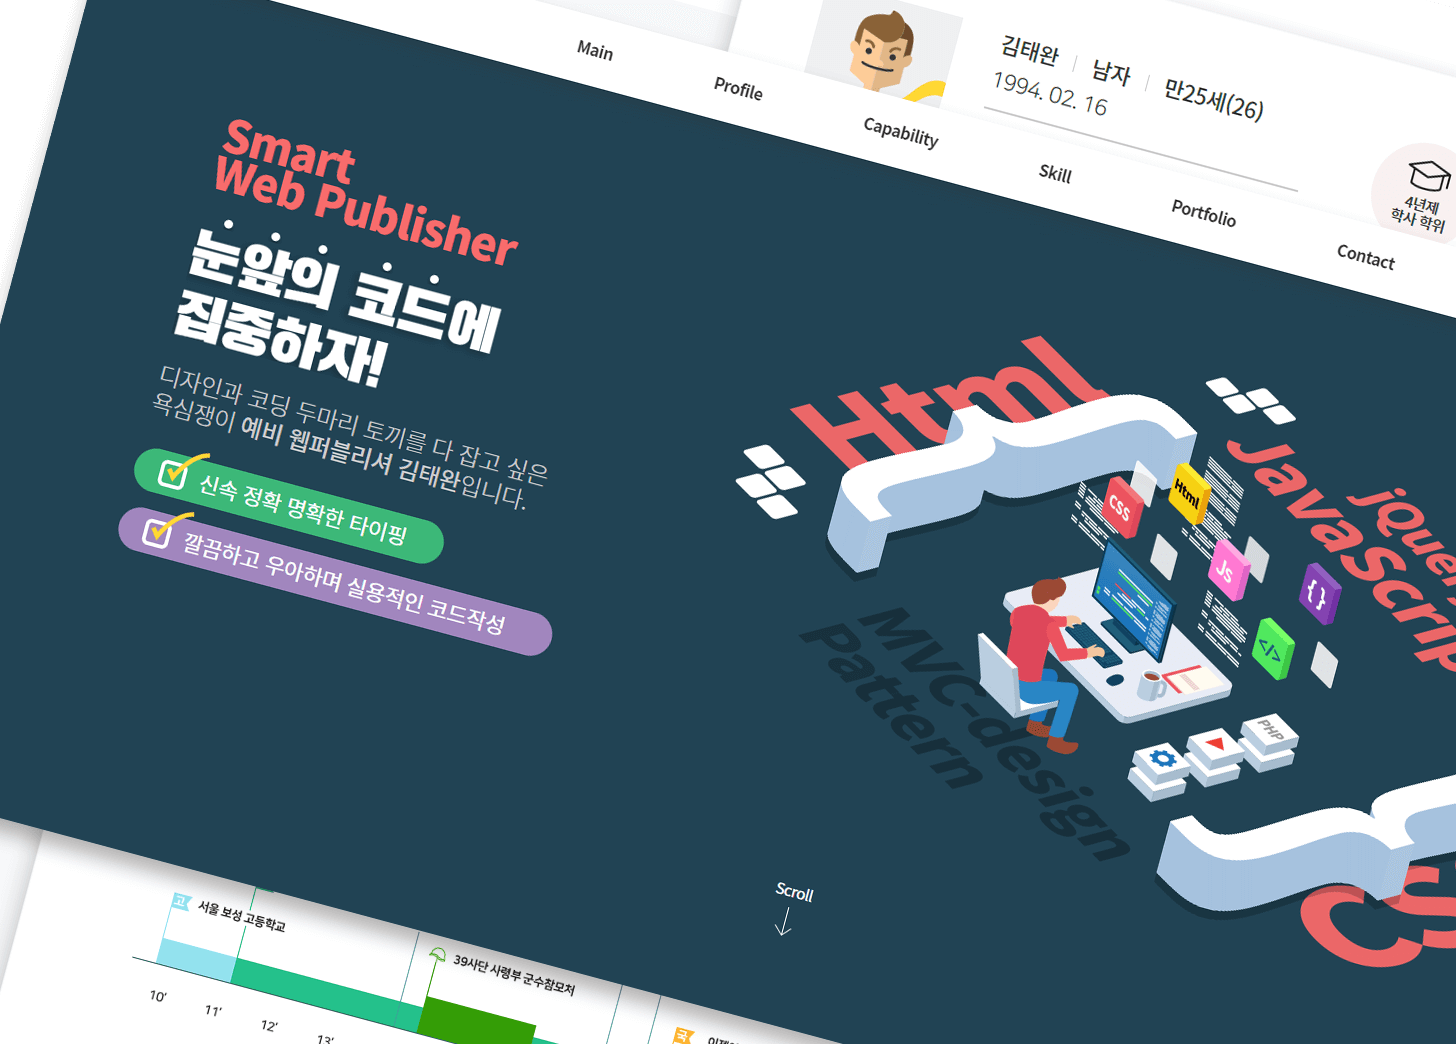 김태완 남자 만25세(26)
1994. 02. 16
4년제
학사 학위
Main
Profile
Capability
Skill
Portfolio
Contact
Smart
Web Publisher
눈앞의 코드에
집중하자!
디자인과 코딩 두마리 토끼를 다 잡고 싶은
욕심쟁이 예비 웹퍼블리셔 김태완입니다.
신속 정확 명확한 타이핑
깔끔하고 우아하며 실용적인 코드작성
Html
JavaScrip
jQuer
CSS
Html
Js
{ }
</>
PHP
MVC-design
Pattern
CS
Scroll
고 서울 보성 고등학교
39사단 사령부 군수참모처
국
10'
11'
12'
13'